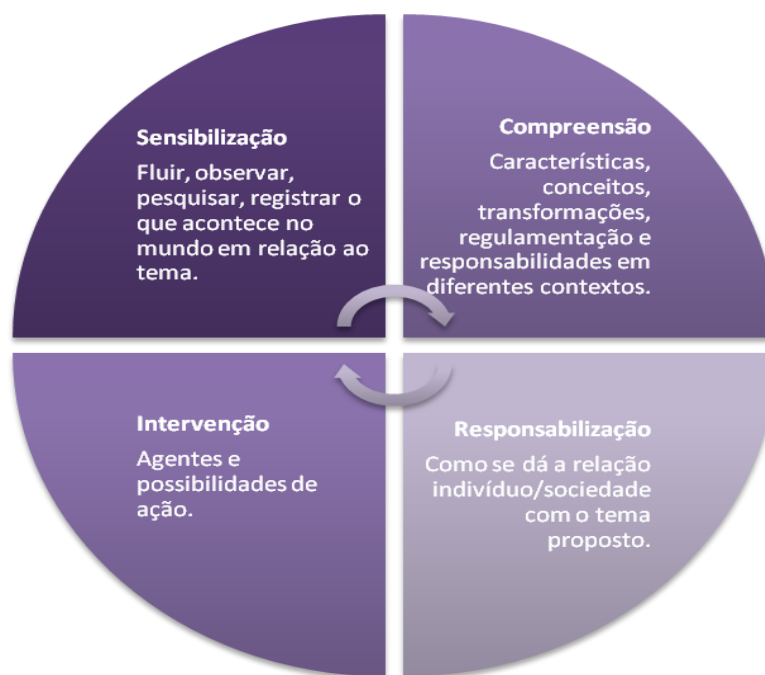 Sensibilização
Fluir, observar,
pesquisar, registrar o
que acontece no
mundo em relação ao
tema.
Compreensão
Características,
conceitos,
transformações,
regulamentação e
responsabilidades em
diferentes contextos.
Intervenção
Agentes e
possibilidades de
ação.
Responsabilização
Como se dá a relação
indivíduo/sociedade
com o tema
proposto.